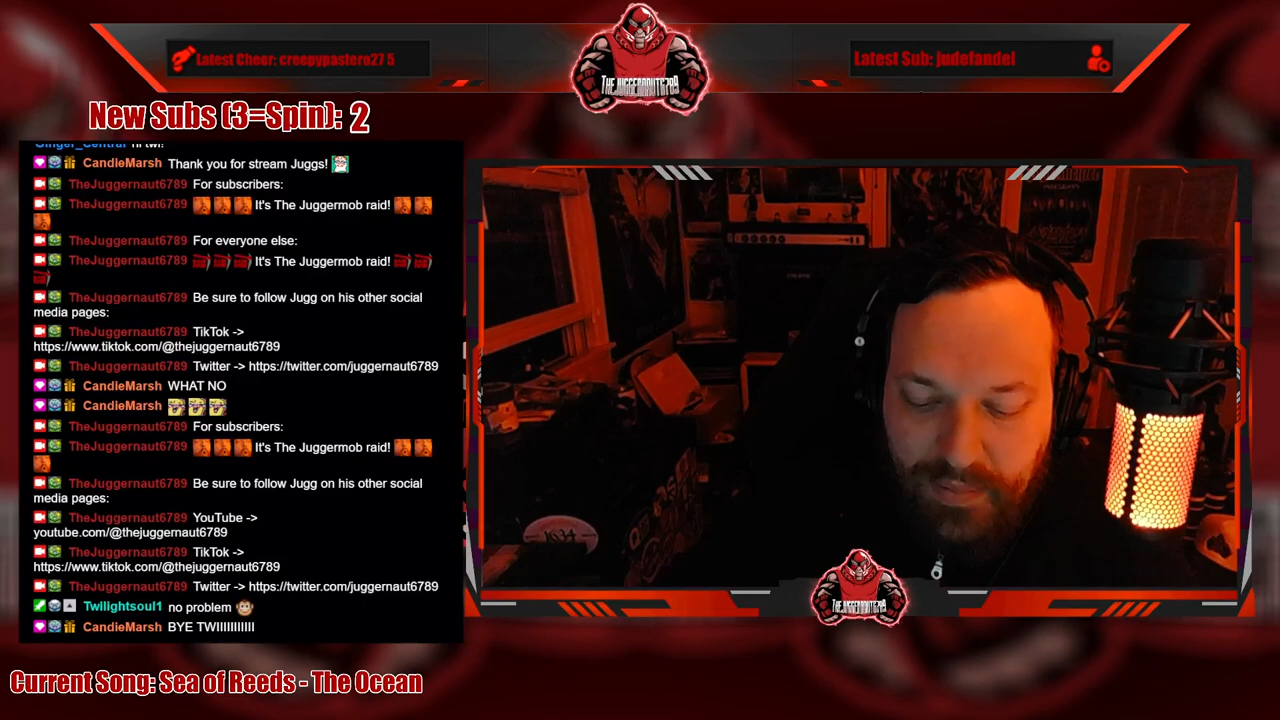 Latest Cheer: creepypastero27 5
THEJUGGERNAUT6789
Latest Sub: judefandel
New Subs (3=Spin): 2
Ginger_Central hi twi!
CandieMarsh Thank you for stream Juggs!
TheJuggernaut6789 For subscribers:
TheJuggernaut6789 It's The Juggermob raid!
TheJuggernaut6789 For everyone else:
TheJuggernaut6789 It's The Juggermob raid!
TheJuggernaut6789 Be sure to follow Jugg on his other social
media pages:
TheJuggernaut6789 TikTok ->
https://www.tiktok.com/@thejuggernaut6789
TheJuggernaut6789 Twitter -> https://twitter.com/juggernaut6789
CandieMarsh WHAT NO
CandieMarsh
TheJuggernaut6789 For subscribers:
TheJuggernaut6789 It's The Juggermob raid!
TheJuggernaut6789 Be sure to follow Jugg on his other social
media pages:
TheJuggernaut6789 YouTube ->
youtube.com/@thejuggernaut6789
TheJuggernaut6789 TikTok ->
https://www.tiktok.com/@thejuggernaut6789
TheJuggernaut6789 Twitter -> https://twitter.com/juggernaut6789
Twilightsoul1 no problem
CandieMarsh BYE TWIIIIIIIIIII
THEJUGGERNAUT6789
Current Song: Sea of Reeds - The Ocean